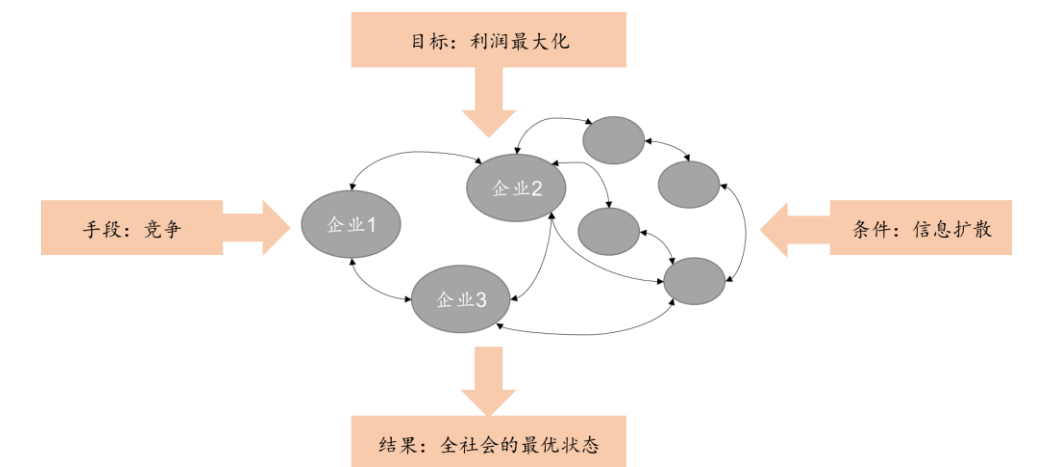 目标：利润最大化
企业2
手段：竞争
企业1
条件：信息扩散
企业3
结果：全社会的最优状态